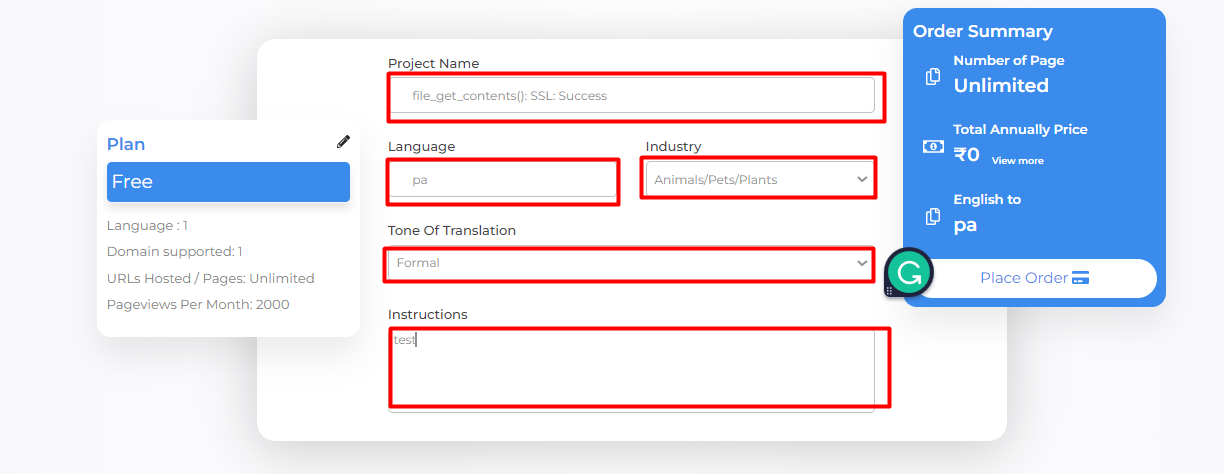 Plan
Free
Language : 1
Domain supported: 1
URLs Hosted / Pages: Unlimited
Pageviews Per Month: 2000
Project Name
file_get_contents(): SSL: Success
Language
pa
Industry
Animals/Pets/Plants
Tone Of Translation
Formal
Instructions
test
Order Summary
Number of Page
Unlimited
Total Annually Price
₹0 View more
English to
pa
Place Order